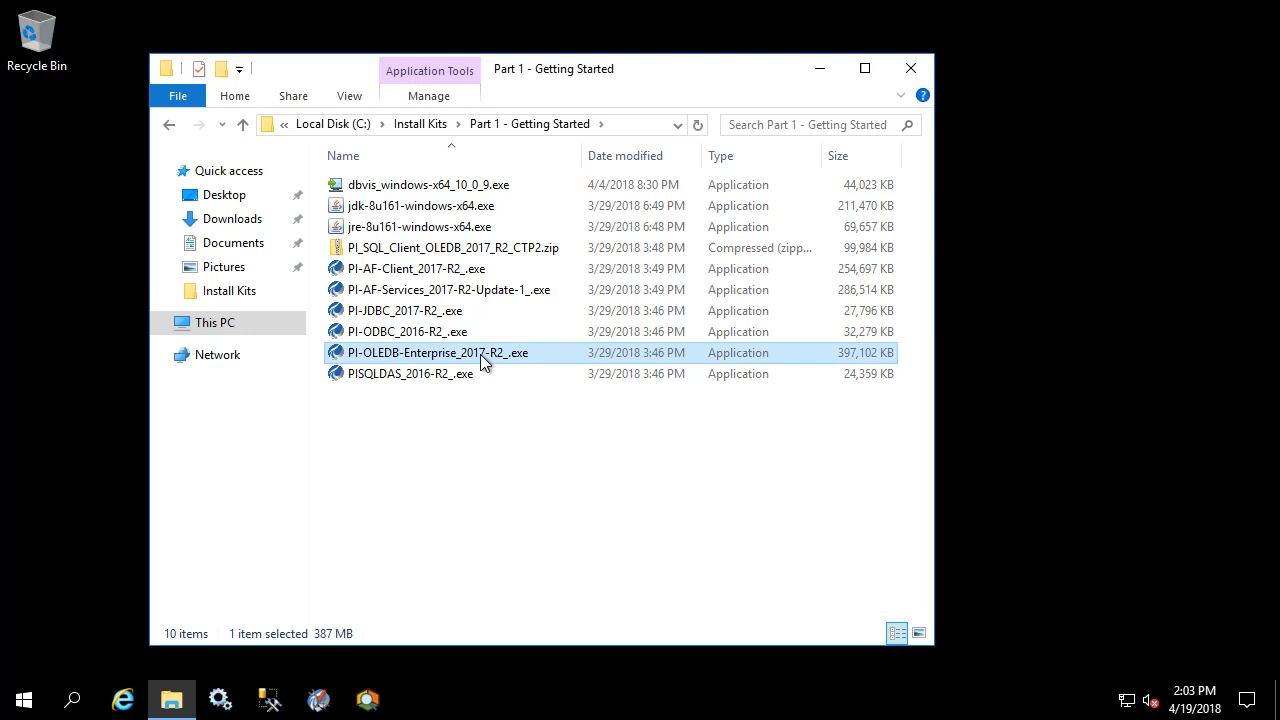 Recycle Bin
Application Tools
Part 1 - Getting Started
File
Home
Share
View
Manage
« Local Disk (C:) > Install Kits > Part 1 - Getting Started >
Search Part 1 - Getting Started
Quick access
Desktop
Downloads
Documents
Pictures
Install Kits
This PC
Network
Name Date modified Type Size
dbvis_windows-x64_10_0_9.exe 4/4/2018 8:30 PM Application 44,023 KB
jdk-8u161-windows-x64.exe 3/29/2018 6:49 PM Application 211,470 KB
jre-8u161-windows-x64.exe 3/29/2018 6:48 PM Application 69,657 KB
PI_SQL_Client_OLEDB_2017_R2_CTP2.zip 3/29/2018 3:48 PM Compressed (zipp... 99,984 KB
PI-AF-Client_2017-R2_.exe 3/29/2018 3:49 PM Application 254,697 KB
PI-AF-Services_2017-R2-Update-1_.exe 3/29/2018 3:49 PM Application 286,514 KB
PI-JDBC_2017-R2_.exe 3/29/2018 3:46 PM Application 27,796 KB
PI-ODBC_2016-R2_.exe 3/29/2018 3:46 PM Application 32,279 KB
PI-OLEDB-Enterprise_2017-R2_.exe 3/29/2018 3:46 PM Application 397,102 KB
PISQLDAS_2016-R2_.exe 3/29/2018 3:46 PM Application 24,359 KB
10 items 1 item selected 387 MB
2:03 PM
4/19/2018